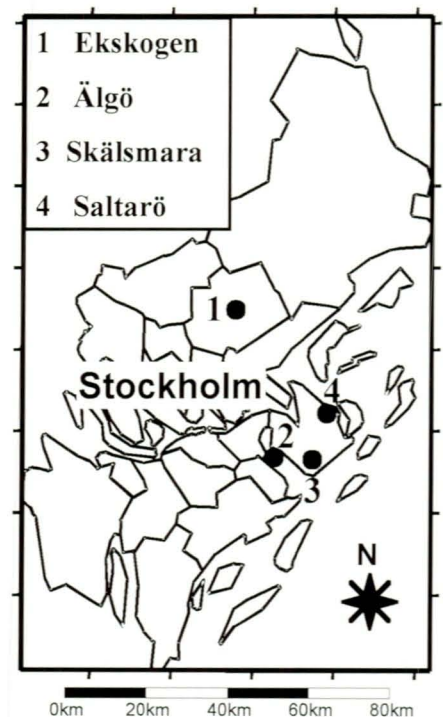 1 Ekskogen
2 Älgö
3 Skälsmara
4 Saltarö
1
Stockholm
4
2
3
N
0km 20km 40km 60km 80km